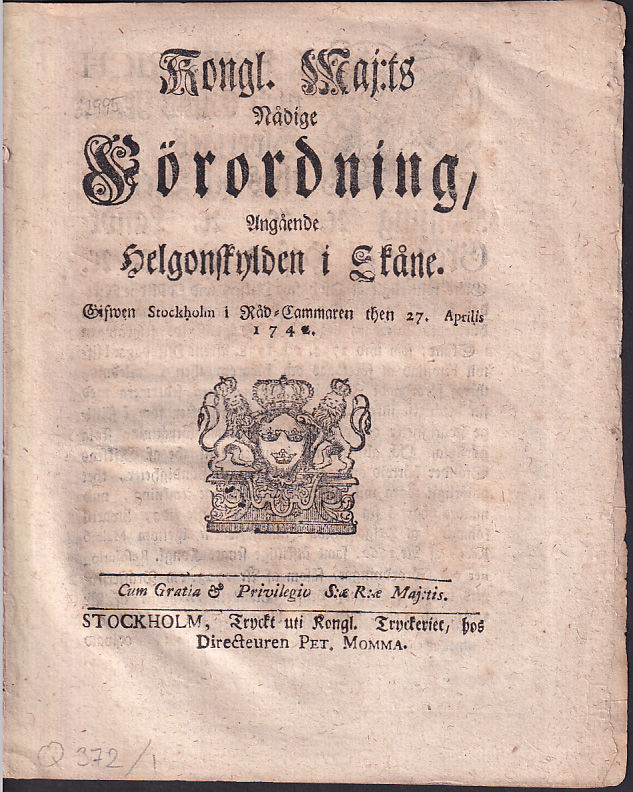 Kongl. Maj:ts
Nådige
Förordning,
Angående
Helgonskylden i Skåne.
Gifwen Stockholm i Råd-Cammaren then 27. Aprilis
1742.
Cum Gratia & Privilegio S:æ R:æ Maj:tis.
STOCKHOLM, Tryckt uti Kongl. Tryckeriet, hos
Directeuren PET. MOMMA.
Q 372/1